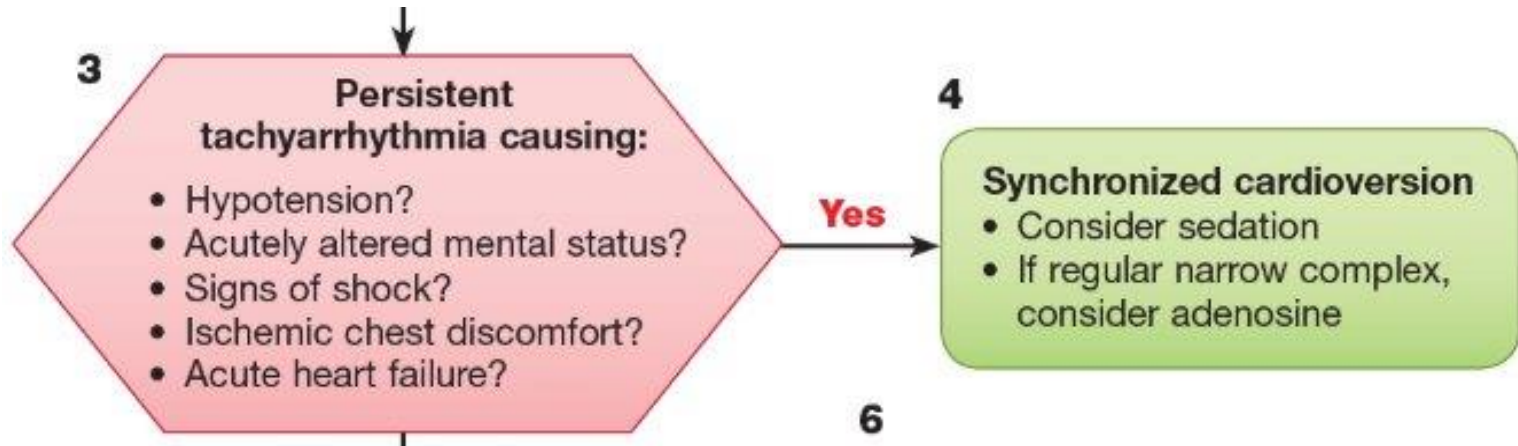 3
Persistent
tachyarrhythmia causing:
• Hypotension?
• Acutely altered mental status?
• Signs of shock?
• Ischemic chest discomfort?
• Acute heart failure?
Yes
4
Synchronized cardioversion
• Consider sedation
• If regular narrow complex,
consider adenosine
6